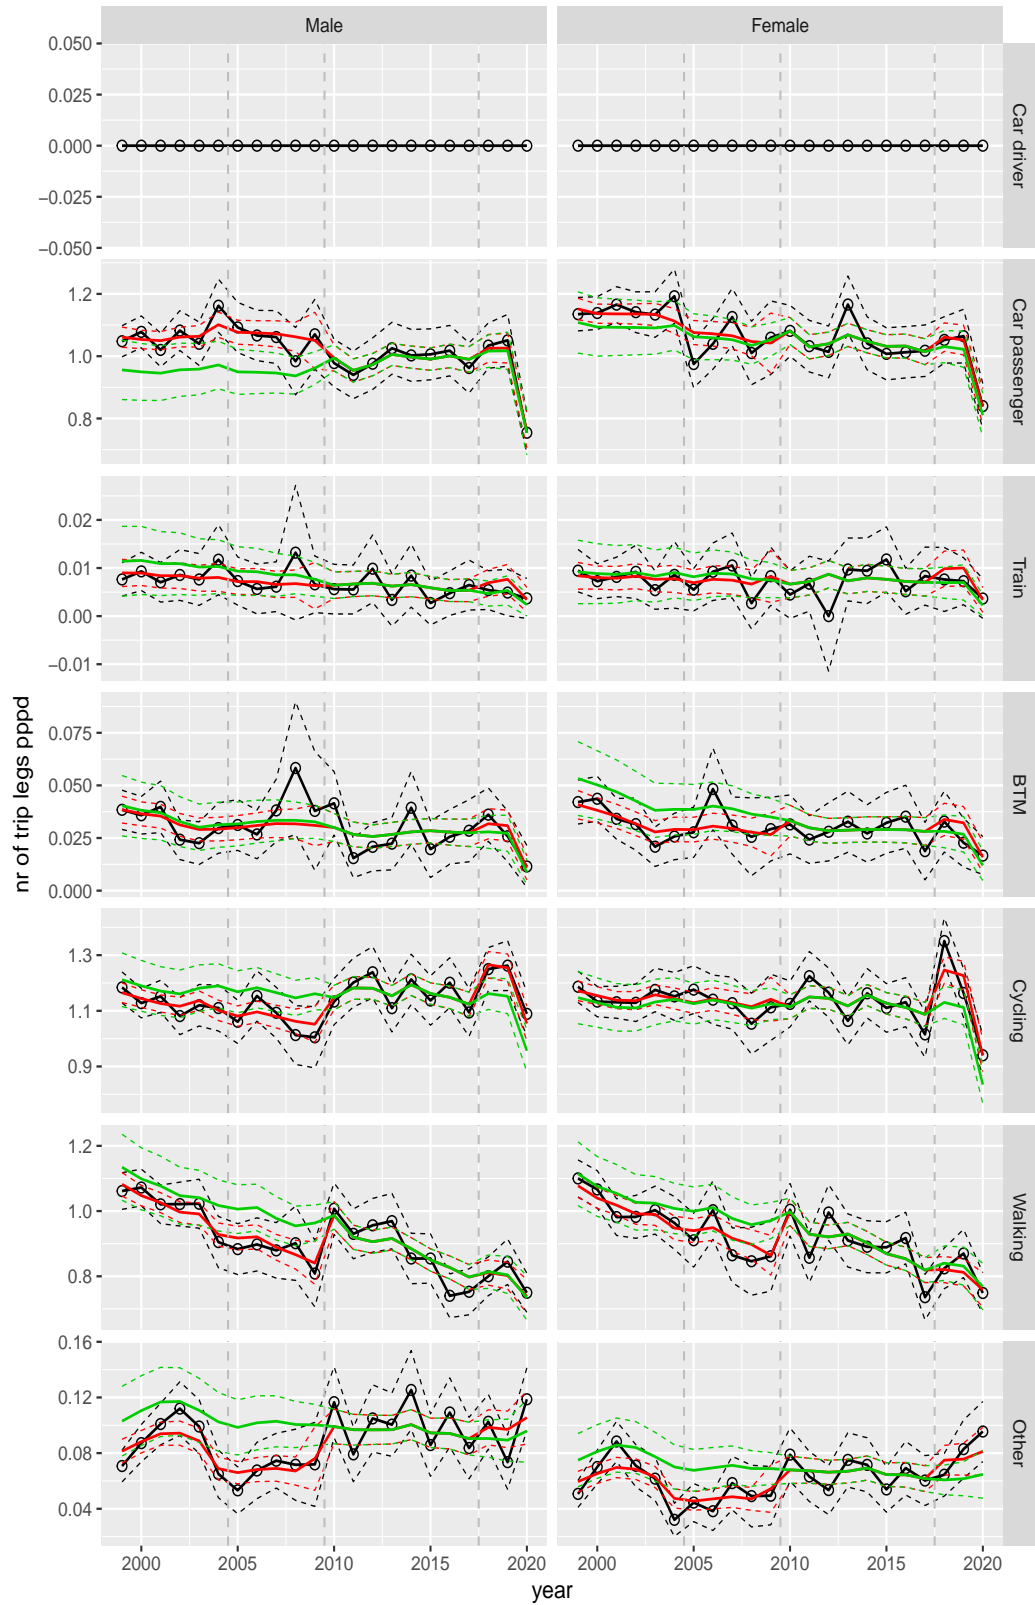 Male Female
0.050
0.025
0.000
−0.025
−0.050
Car driver
1.2
1.0
0.8
Car passenger
0.02
0.01
0.00
−0.01
Train
0.075
0.050
0.025
0.000
BTM
1.3
1.1
0.9
Cycling
1.2
1.0
0.8
Walking
0.16
0.12
0.08
0.04
Other
nr of trip legs pppd
2000 2005 2010 2015 2020 2000 2005 2010 2015 2020
year